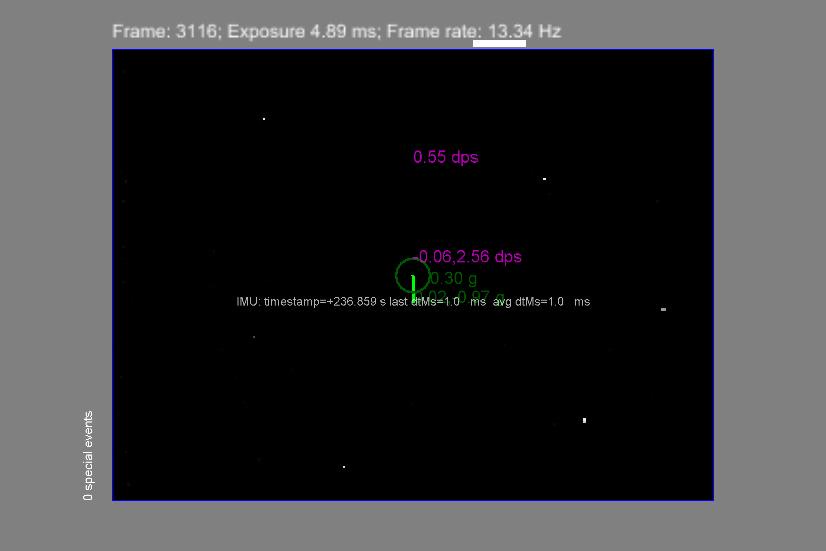 Frame: 3116; Exposure 4.89 ms; Frame rate: 13.34 Hz
0.55 dps
-0.06,2.56 dps
0.30 g
IMU: timestamp=+236.859 s last dtMs=1.0 ms avg dtMs=1.0 ms
0 special events